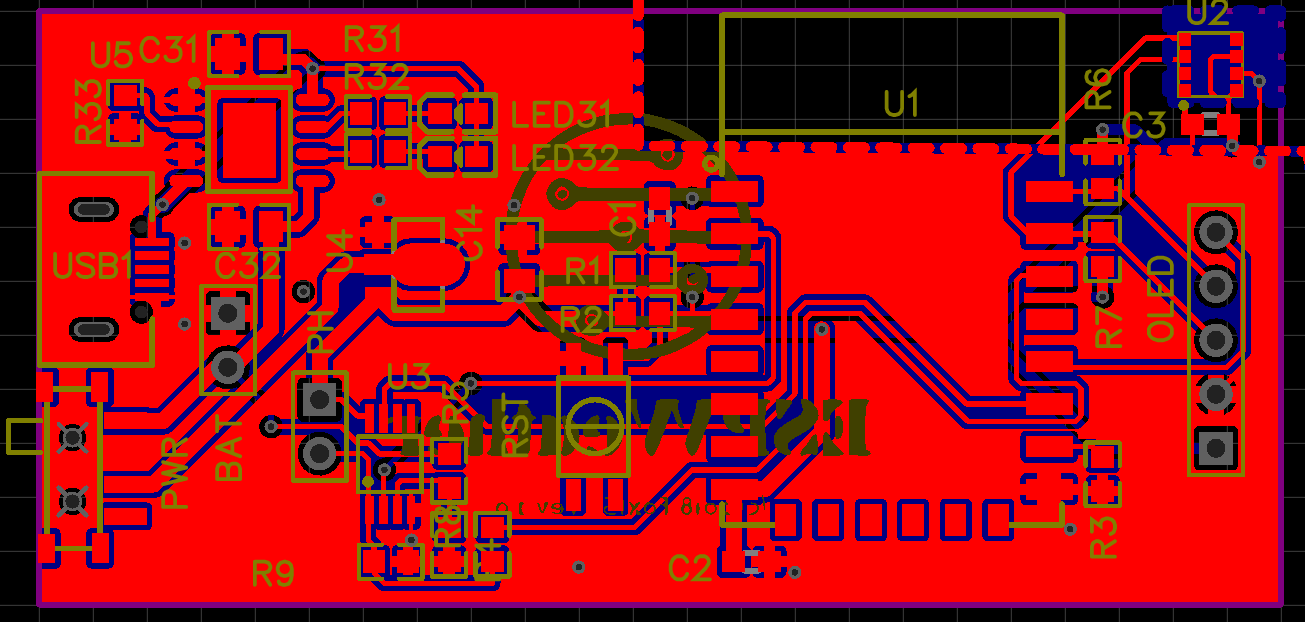 U2
U5 C31 R31
R32
R33
R6
U1
LED31
C3
LED32
C1
C14
U4
USB1
C32
R1
OLED
R7
R2
PH
U3
R5
RST
BAT
PWR
R8
R3
R9
C2